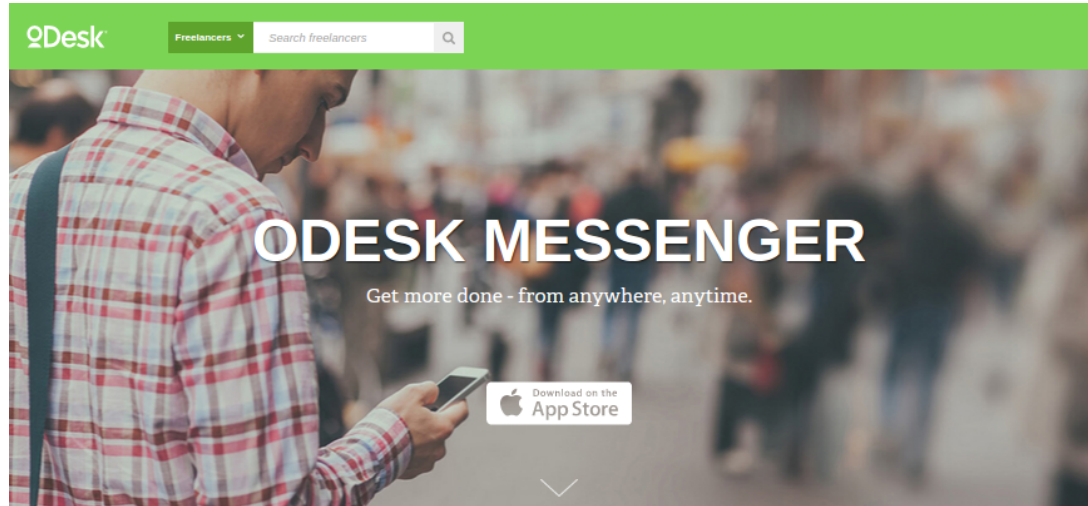 oDesk
Freelancers
Search freelancers
ODESK MESSENGER
Get more done - from anywhere, anytime.
Download on the
App Store